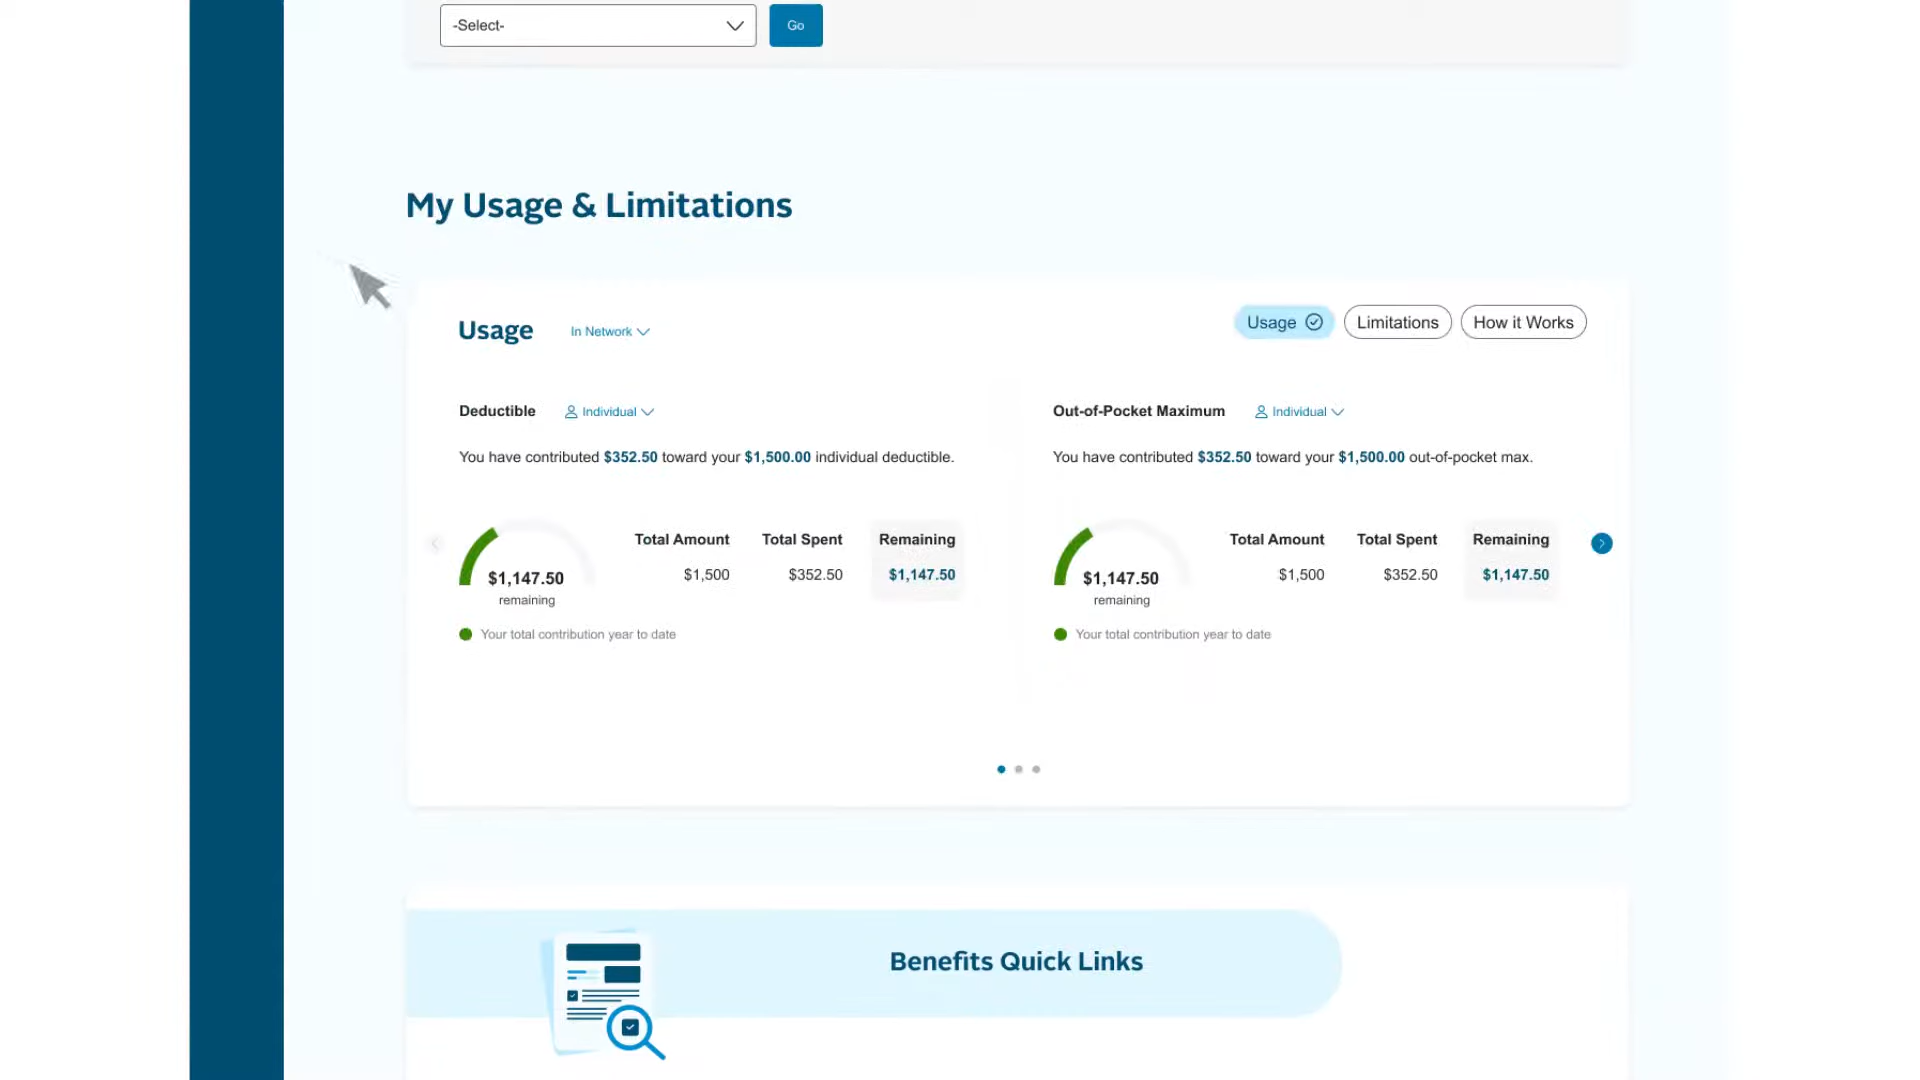 -Select-
Go
My Usage & Limitations
Usage
In Network
Usage
Limitations
How it Works
Deductible
Individual
You have contributed $352.50 toward your $1,500.00 individual deductible.
$1,147.50
remaining
Total Amount Total Spent Remaining
$1,500 $352.50 $1,147.50
Your total contribution year to date
Out-of-Pocket Maximum
Individual
You have contributed $352.50 toward your $1,500.00 out-of-pocket max.
$1,147.50
remaining
Total Amount Total Spent Remaining
$1,500 $352.50 $1,147.50
Your total contribution year to date
Benefits Quick Links